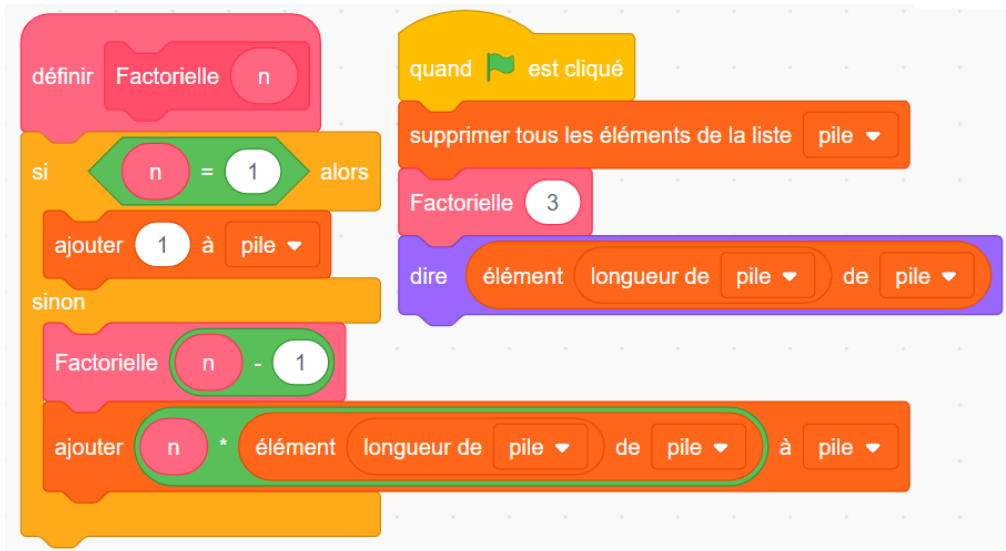 définir Factorielle n
si n = 1 alors
ajouter 1 à pile
sinon
Factorielle n - 1
ajouter n * élément longueur de pile de pile à pile
quand est cliqué
supprimer tous les éléments de la liste pile
Factorielle 3
dire élément longueur de pile de pile